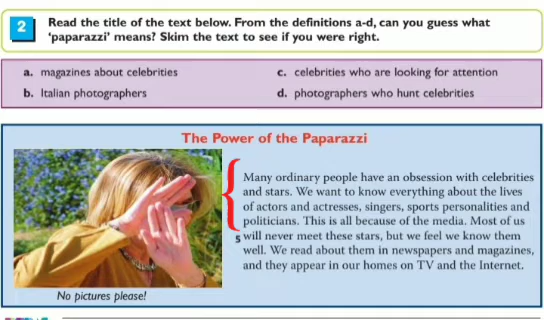 2
Read the title of the text below. From the definitions a-d, can you guess what
‘paparazzi’ means? Skim the text to see if you were right.
a. magazines about celebrities
b. Italian photographers
c. celebrities who are looking for attention
d. photographers who hunt celebrities
The Power of the Paparazzi
Many ordinary people have an obsession with celebrities
and stars. We want to know everything about the lives
of actors and actresses, singers, sports personalities and
politicians. This is all because of the media. Most of us
5 will never meet these stars, but we feel we know them
well. We read about them in newspapers and magazines,
and they appear in our homes on TV and the Internet.
No pictures please!